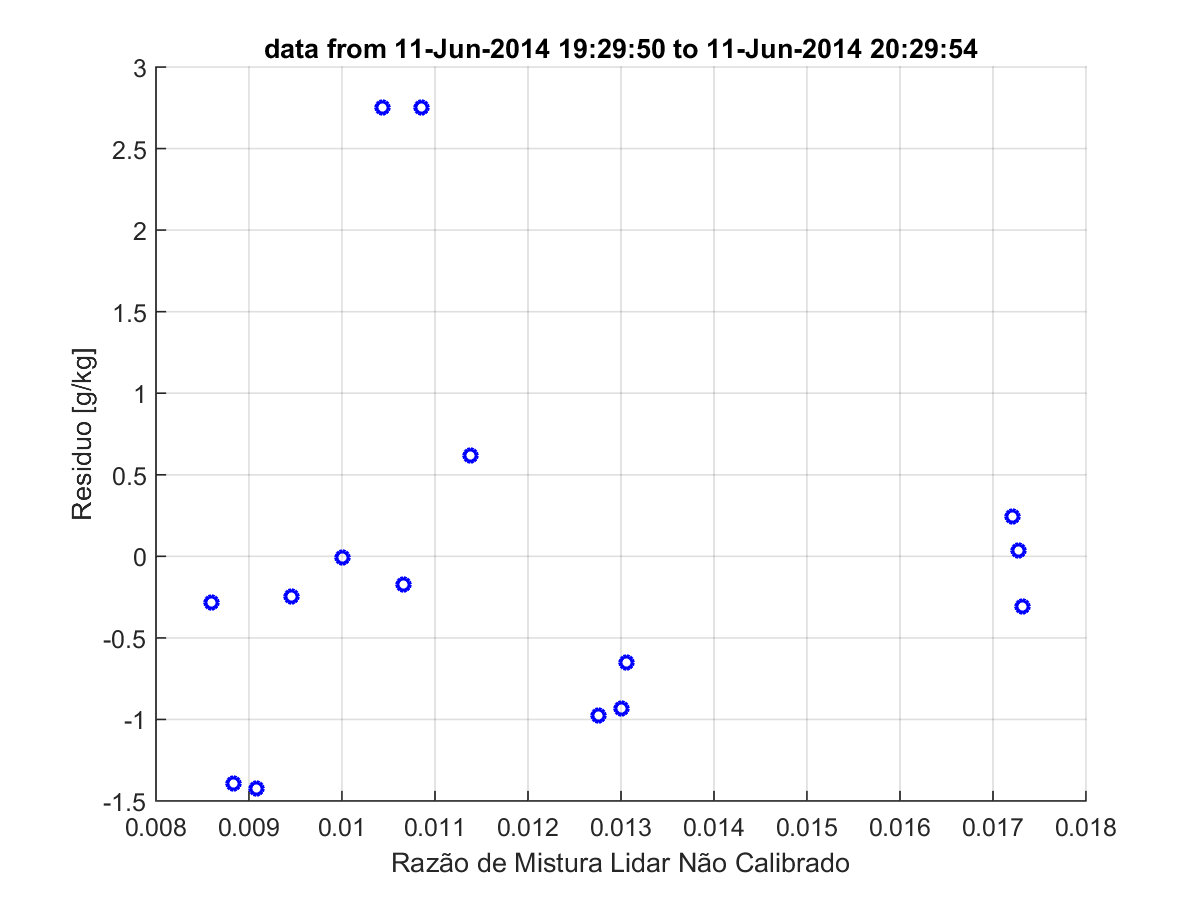 data from 11-Jun-2014 19:29:50 to 11-Jun-2014 20:29:54
3
2.5
2
1.5
1
0.5
0
-0.5
-1
-1.5
Residuo [g/kg]
0.008 0.009 0.01 0.011 0.012 0.013 0.014 0.015 0.016 0.017 0.018
Razão de Mistura Lidar Não Calibrado